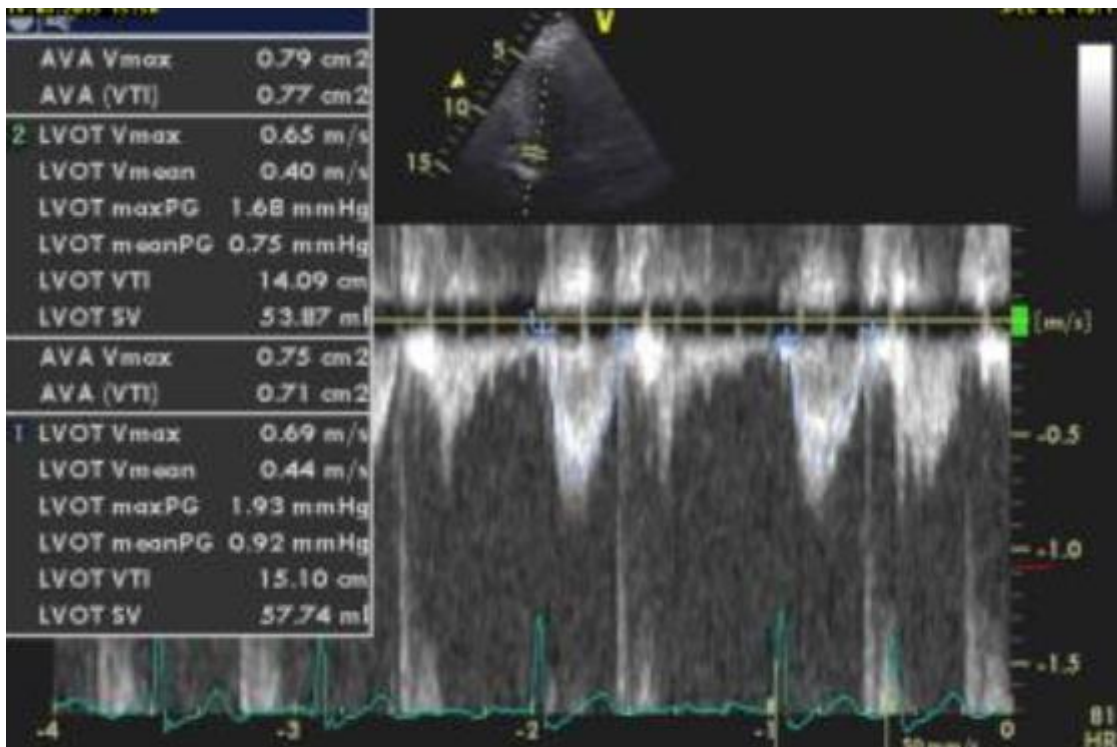 V
AVA Vmax 0.79 cm2
AVA (VTI) 0.77 cm2
2 LVOT Vmax 0.65 m/s
LVOT Vmean 0.40 m/s
LVOT maxPG 1.68 mmHg
LVOT meanPG 0.75 mmHg
LVOT VTI 14.09 cm
LVOT SV 53.87 ml
AVA Vmax 0.75 cm2
AVA (VTI) 0.71 cm2
1 LVOT Vmax 0.69 m/s
LVOT Vmean 0.44 m/s
LVOT maxPG 1.93 mmHg
LVOT meanPG 0.92 mmHg
LVOT VTI 15.10 cm
LVOT SV 57.74 ml
5
10
15
[m/s]
-0.5
-1.0
-1.5
-4 -3 -2 -1 0
81
HR